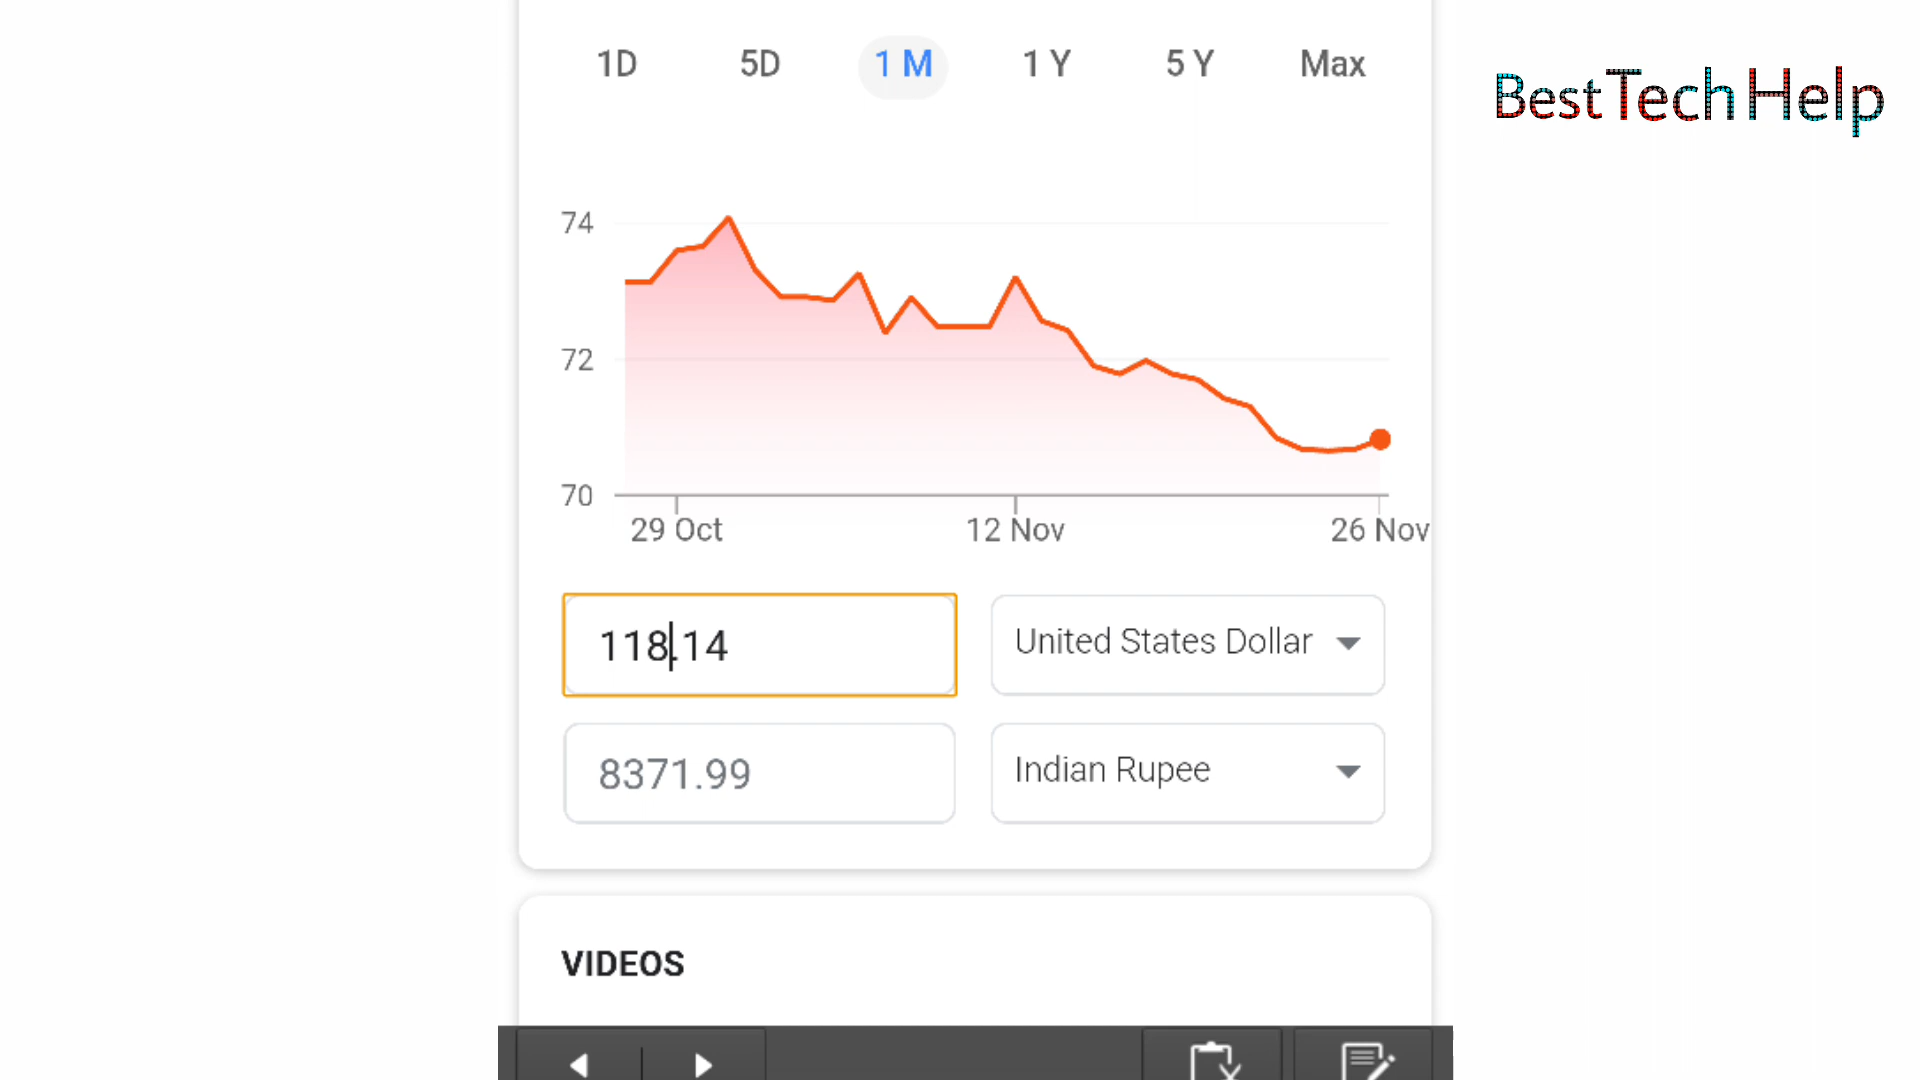 1D 5D 1 M 1 Y 5 Y Max
BestTechHelp
74
72
70
29 Oct 12 Nov 26 Nov
118.14 United States Dollar
8371.99 Indian Rupee
VIDEOS